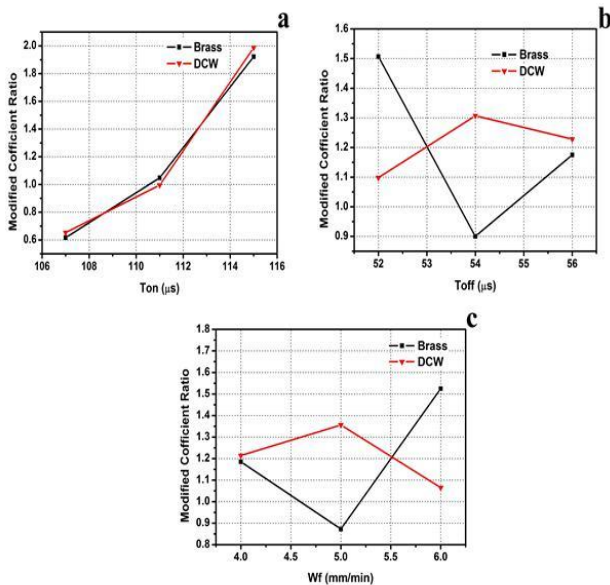 a
Modified Cofficient Ratio
2.0
1.8
1.6
1.4
1.2
1.0
0.8
0.6
Brass
DCW
106 108 110 112 114 116
Ton (μs)
b
Modified Cofficient Ratio
1.6
1.5
1.4
1.3
1.2
1.1
1.0
0.9
Brass
DCW
52 53 54 55 56
Toff (μs)
c
Modified Cofficient Ratio
1.8
1.7
1.6
1.5
1.4
1.3
1.2
1.1
1.0
0.9
0.8
Brass
DCW
4.0 4.5 5.0 5.5 6.0
Wf (mm/min)